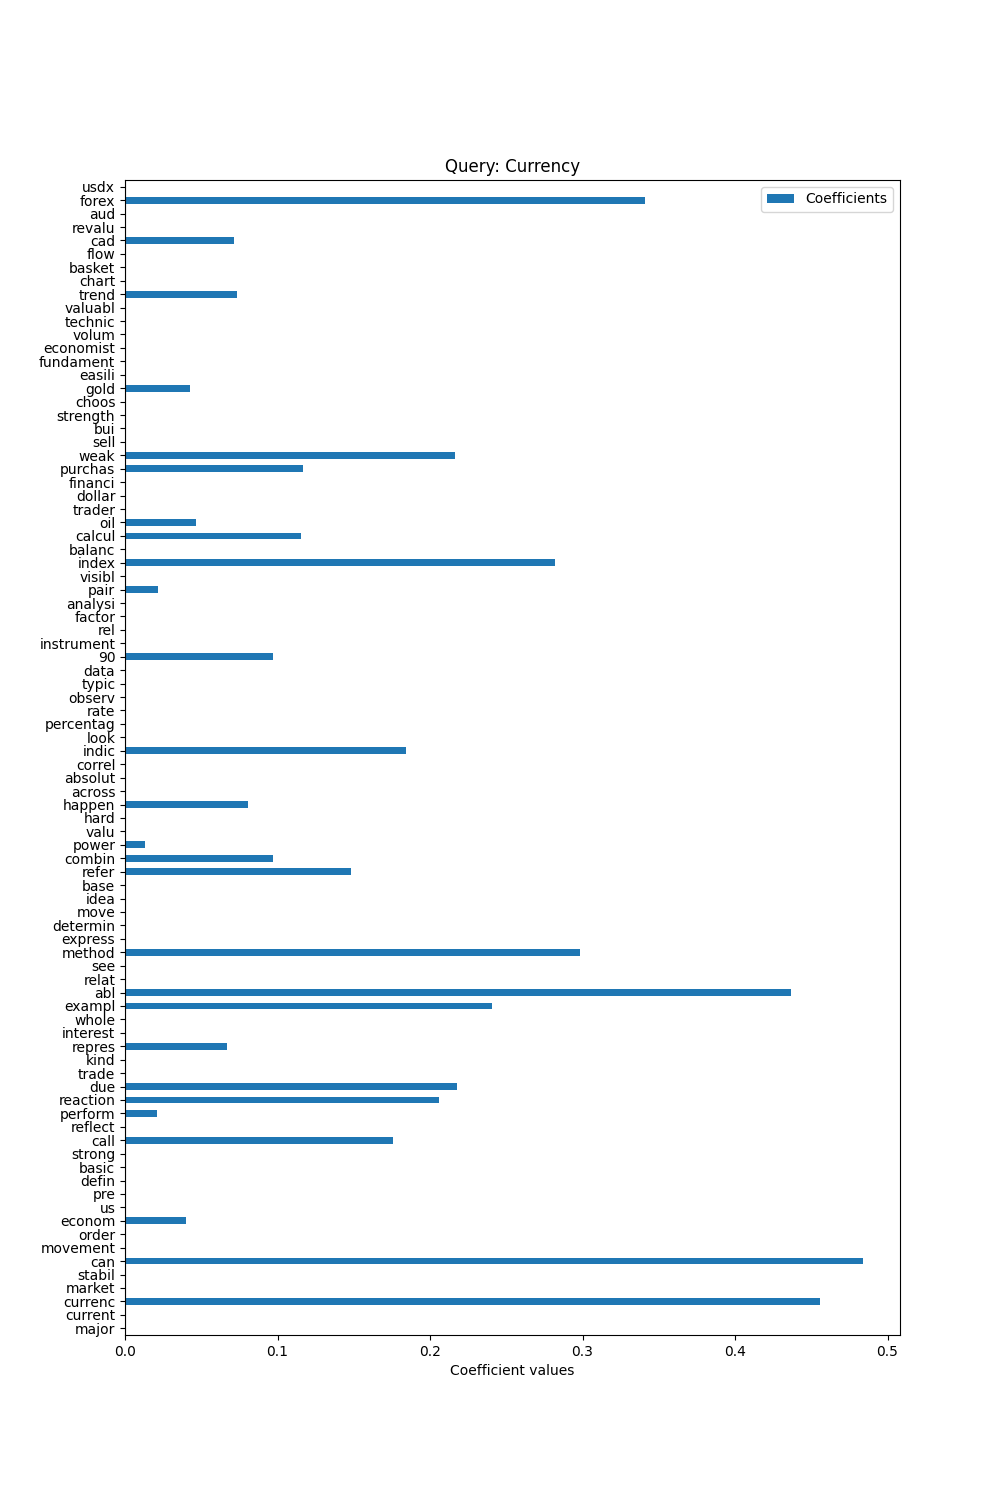 Query: Currency
Coefficients
usdx
forex
aud
revalu
cad
flow
basket
chart
trend
valuabl
technic
volum
economist
fundament
easili
gold
choos
strength
bui
sell
weak
purchas
financi
dollar
trader
oil
calcul
balanc
index
visibl
pair
analysi
factor
rel
instrument
90
data
typic
observ
rate
percentag
look
indic
correl
absolut
across
happen
hard
valu
power
combin
refer
base
idea
move
determin
express
method
see
relat
abl
exampl
whole
interest
repres
kind
trade
due
reaction
perform
reflect
call
strong
basic
defin
pre
us
econom
order
movement
can
stabil
market
currenc
current
major
0.0 0.1 0.2 0.3 0.4 0.5
Coefficient values